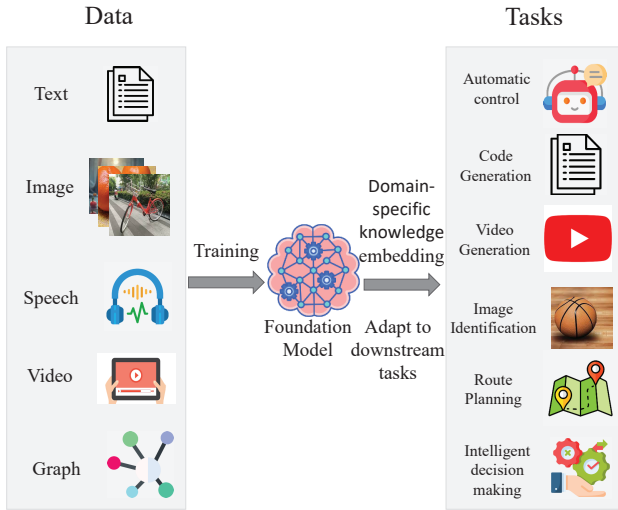 Data
Text
Image
Speech
Video
Graph
Training
Foundation
Model
Domain-
specific
knowledge
embedding
Adapt to
downstream
tasks
Tasks
Automatic
control
Code
Generation
Video
Generation
Image
Identification
Route
Planning
Intelligent
decision
making